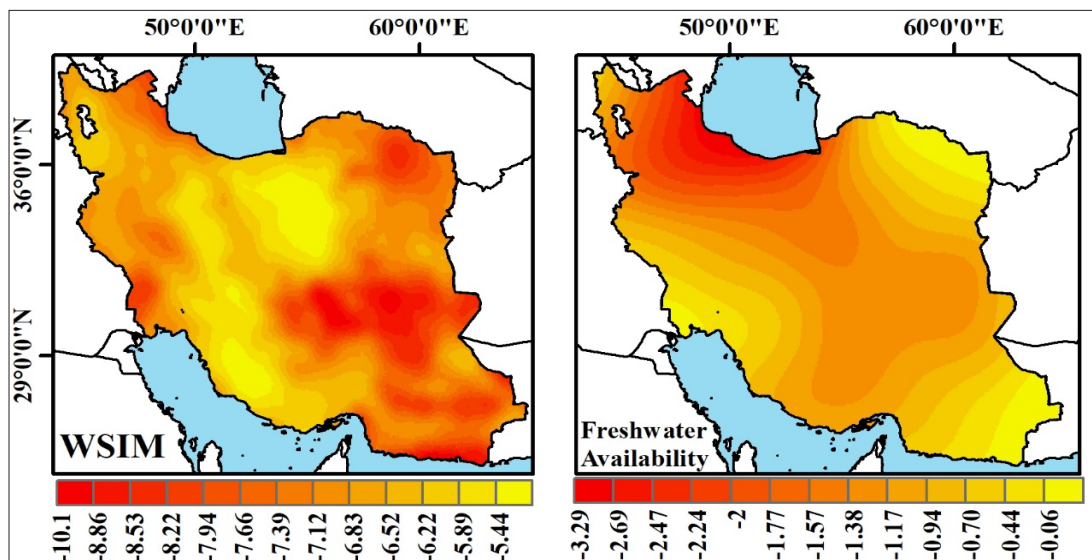 50°0'0"E 60°0'0"E 50°0'0"E 60°0'0"E
36°0'0"N
29°0'0"N
WSIM
Freshwater
Availability
-10.1 -8.86 -8.53 -8.22 -7.94 -7.66 -7.39 -7.12 -6.83 -6.52 -6.22 -5.89 -5.44
-3.29 -2.69 -2.47 -2.24 -2 -1.77 -1.57 -1.38 -1.17 -0.94 -0.70 -0.44 -0.06